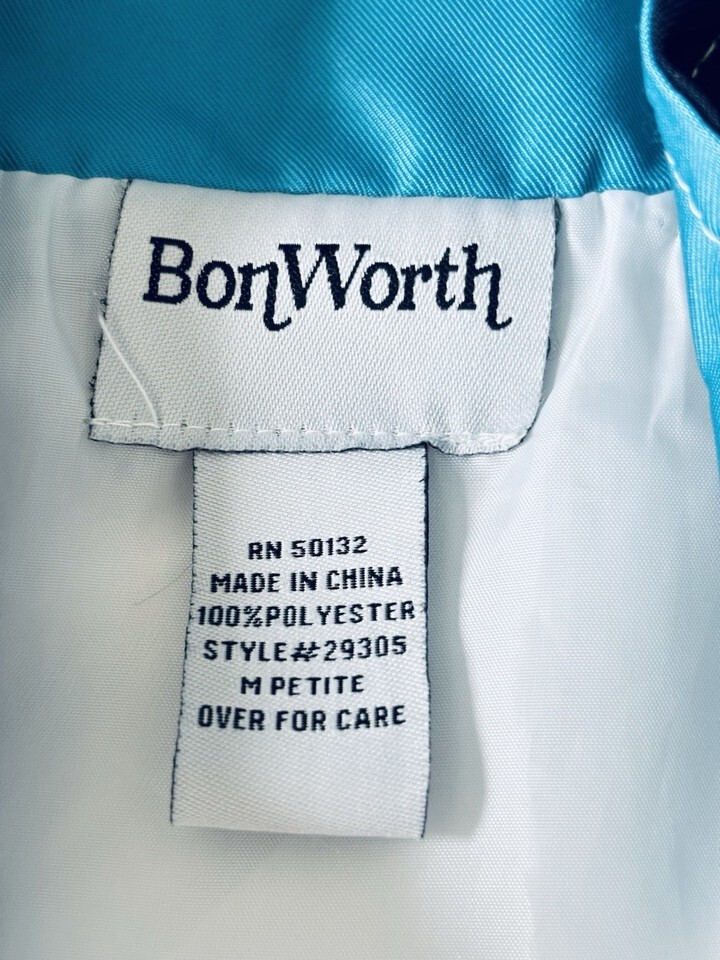 BonWorth
RN 50132
MADE IN CHINA
100%POLYESTER
STYLE#29305
M PETITE
OVER FOR CARE